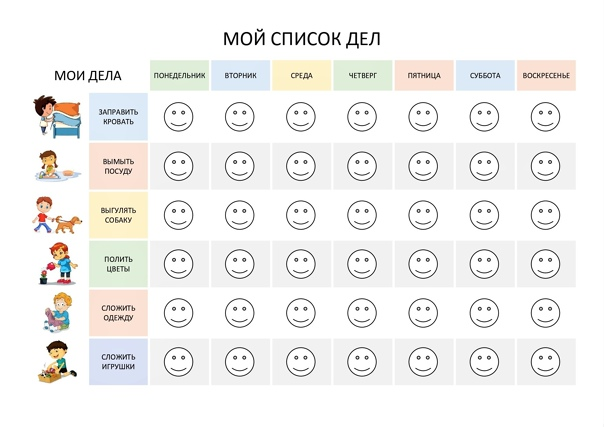 МОЙ СПИСОК ДЕЛ
МОИ ДЕЛА
ПОНЕДЕЛЬНИК
ВТОРНИК
СРЕДА
ЧЕТВЕРГ
ПЯТНИЦА
СУББОТА
ВОСКРЕСЕНЬЕ
ЗАПРАВИТЬ
КРОВАТЬ
ВЫМЫТЬ
ПОСУДУ
ВЫГУЛЯТЬ
СОБАКУ
ПОЛИТЬ
ЦВЕТЫ
СЛОЖИТЬ
ОДЕЖДУ
СЛОЖИТЬ
ИГРУШКИ